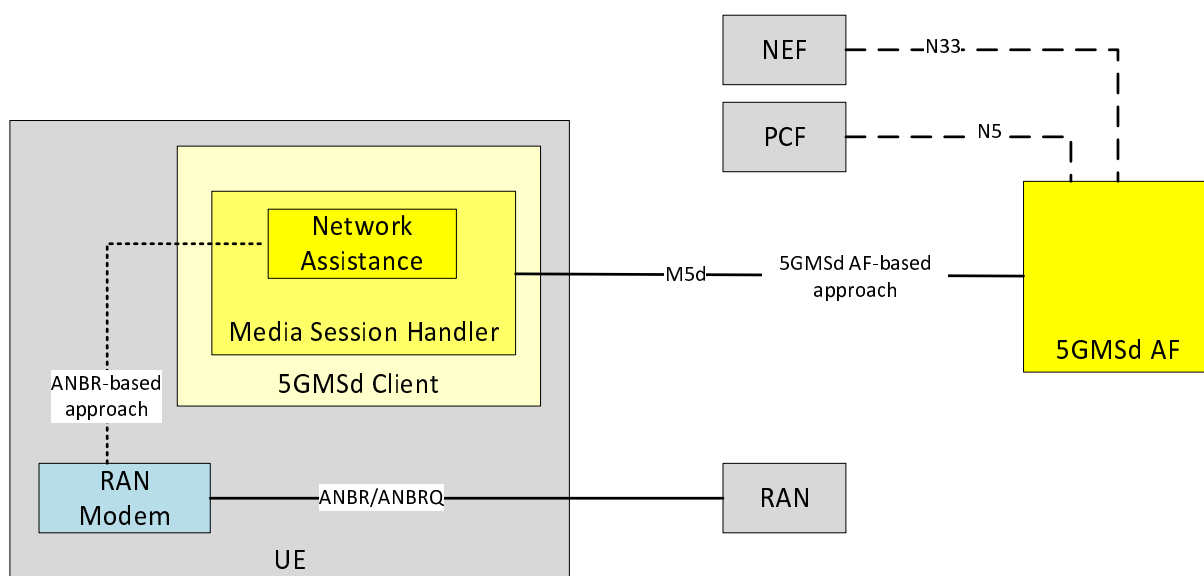 NEF
N33
PCF
N5
Network
Assistance
Media Session Handler
5GMSd Client
M5d
5GMSd AF-based
approach
5GMSd AF
ANBR-based
approach
RAN
Modem
ANBR/ANBRQ
RAN
UE